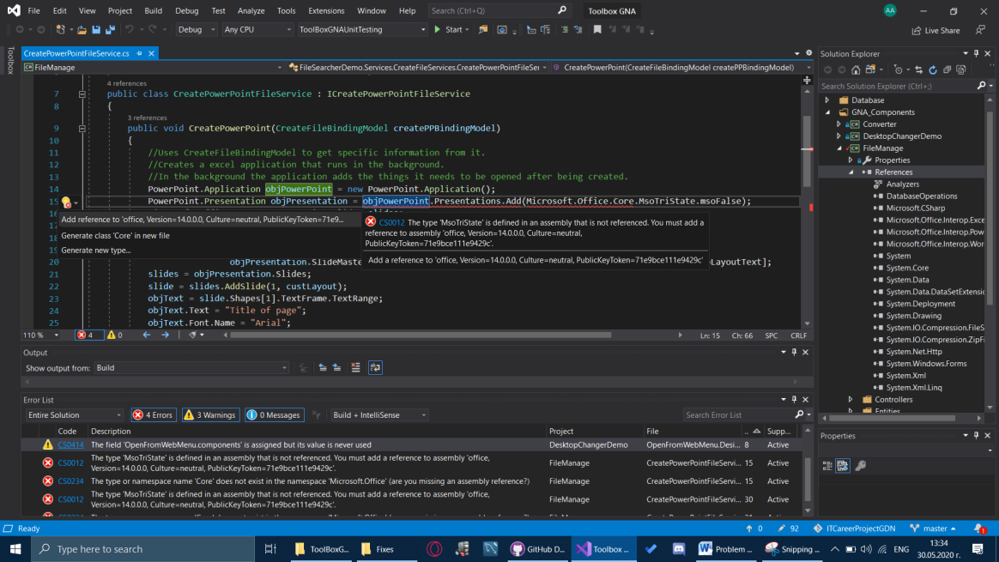 File Edit View Project Build Debug Test Analyze Tools Extensions Window Help Search (Ctrl+Q) Toolbox GNA AA
Debug Any CPU ToolBoxGNAUnitTesting Start Live Share
Toolbox
CreatePowerPointFileService.cs
FileManage FileSearcherDemo.Services.CreateFileServices.CreatePowerPointFileSer CreatePowerPoint(CreateFileBindingModel createPPBindingModel)
4 references
7 public class CreatePowerPointFileService : ICreatePowerPointFileService
8 {
3 references
9 public void CreatePowerPoint(CreateFileBindingModel createPPBindingModel)
10 {
11 //Uses CreateFileBindingModel to get specific information from it.
12 //Creates a excel application that runs in the background.
13 //In the background the application adds the things it needs to be opened after being created.
14 PowerPoint.Application objPowerPoint = new PowerPoint.Application();
15 PowerPoint.Presentation objPresentation = objPowerPoint.Presentations.Add(Microsoft.Office.Core.MsoTriState.msoFalse);
Add reference to 'office, Version=14.0.0.0, Culture=neutral, PublicKeyToken=71e9...
Generate class 'Core' in new file
Generate new type...
CS0012 The type 'MsoTriState' is defined in an assembly that is not referenced. You must add a
reference to assembly 'office, Version=14.0.0.0, Culture=neutral,
PublicKeyToken=71e9bce111e9429c'.
Add a reference to 'office, Version=14.0.0.0, Culture=neutral, PublicKeyToken=71e9bce111e9429c'
20 objPresentation.SlideMaste LayoutText];
21 slides = objPresentation.Slides;
22 slide = slides.AddSlide(1, custLayout);
23 objText = slide.Shapes[1].TextFrame.TextRange;
24 objText.Text = "Title of page";
25 objText.Font.Name = "Arial";
110 % 4 0 Ln: 15 Ch: 66 SPC CRLF
Output
Show output from: Build
Error List
Entire Solution 4 Errors 3 Warnings 0 Messages Build + IntelliSense Search Error List
Code Description Project File .. Supp...
CS0414 The field 'OpenFromWebMenu.components' is assigned but its value is never used DesktopChangerDemo OpenFromWebMenu.Desi... 8 Active
CS0012 The type 'MsoTriState' is defined in an assembly that is not referenced. You must add a reference to assembly 'office, Version=14.0.0.0, Culture=neutral, PublicKeyToken=71e9bce111e9429c'. FileManage CreatePowerPointFileServi... 15 Active
CS0234 The type or namespace name 'Core' does not exist in the namespace 'Microsoft.Office' (are you missing an assembly reference?) FileManage CreatePowerPointFileServi... 15 Active
CS0012 The type 'MsoTriState' is defined in an assembly that is not referenced. You must add a reference to assembly 'office, Version=14.0.0.0, Culture=neutral, PublicKeyToken=71e9bce111e9429c'. FileManage CreatePowerPointFileServi... 30 Active
Solution Explorer
Search Solution Explorer (Ctrl+;)
Database
GNA_Components
Converter
DesktopChangerDemo
FileManage
Properties
References
Analyzers
DatabaseOperations
Microsoft.CSharp
Microsoft.Office.Interop.Exce
Microsoft.Office.Interop.Pow
Microsoft.Office.Interop.Wor
System
System.Core
System.Data
System.Data.DataSetExtensio
System.Deployment
System.Drawing
System.IO.Compression.FileS
System.IO.Compression.ZipF
System.Net.Http
System.Windows.Forms
System.Xml
System.Xml.Linq
Controllers
Entities
Properties
Ready 0 92 ITCareerProjectGDN master 1
Type here to search ToolBoxG... Fixes GitHub D... Toolbox ... Problem ... Snipping ... ENG 13:34
30.05.2020 г.